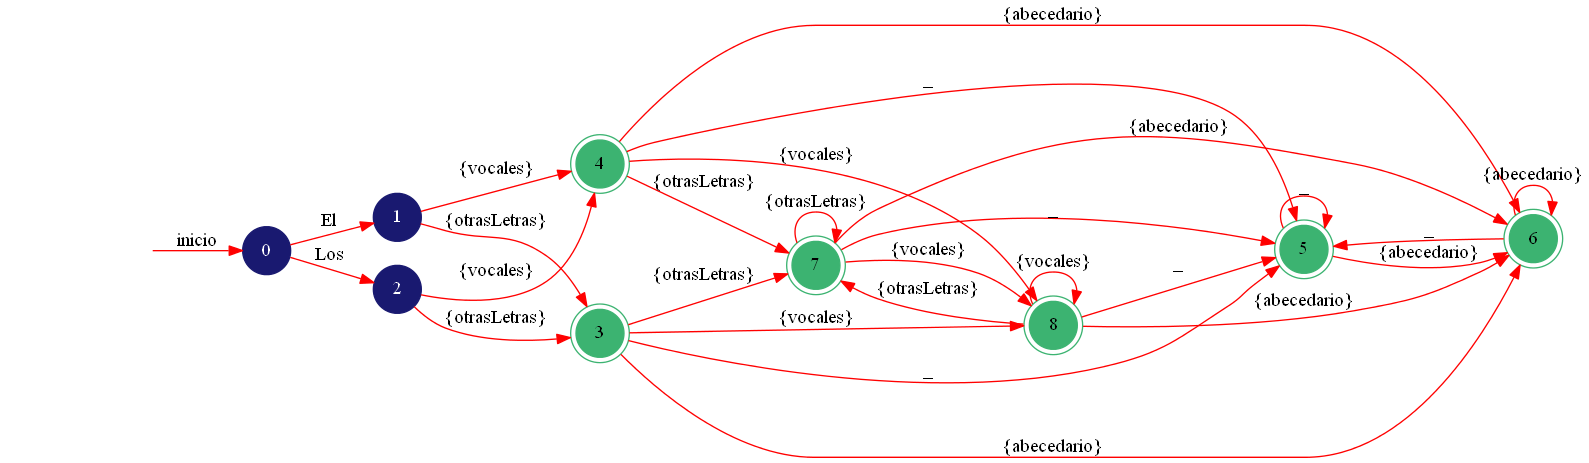 {abecedario}
_
{abecedario}
{vocales}
{vocales}
{otrasLetras}
{abecedario}
_
{otrasLetras}
{otrasLetras}
El
1
4
_
inicio
0
Los
{vocales}
_
6
7
5
{abecedario}
{vocales}
{otrasLetras}
{vocales}
_
2
{otrasLetras}
{abecedario}
{otrasLetras}
3
{vocales}
8
_
{abecedario}